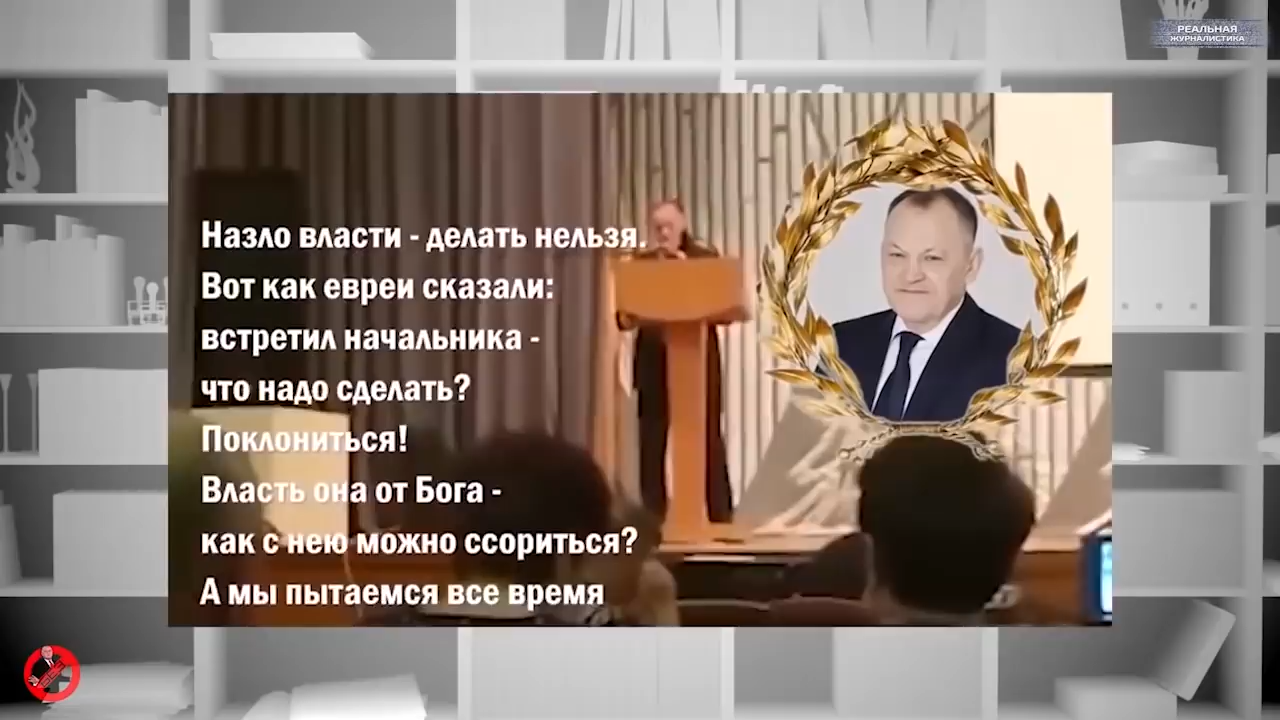 РЕАЛЬНАЯ
ЖУРНАЛИСТИКА
Назло власти - делать нельзя.
Вот как евреи сказали:
встретил начальника -
что надо сделать?
Поклониться!
Власть она от Бога -
как с нею можно ссориться?
А мы пытаемся все время